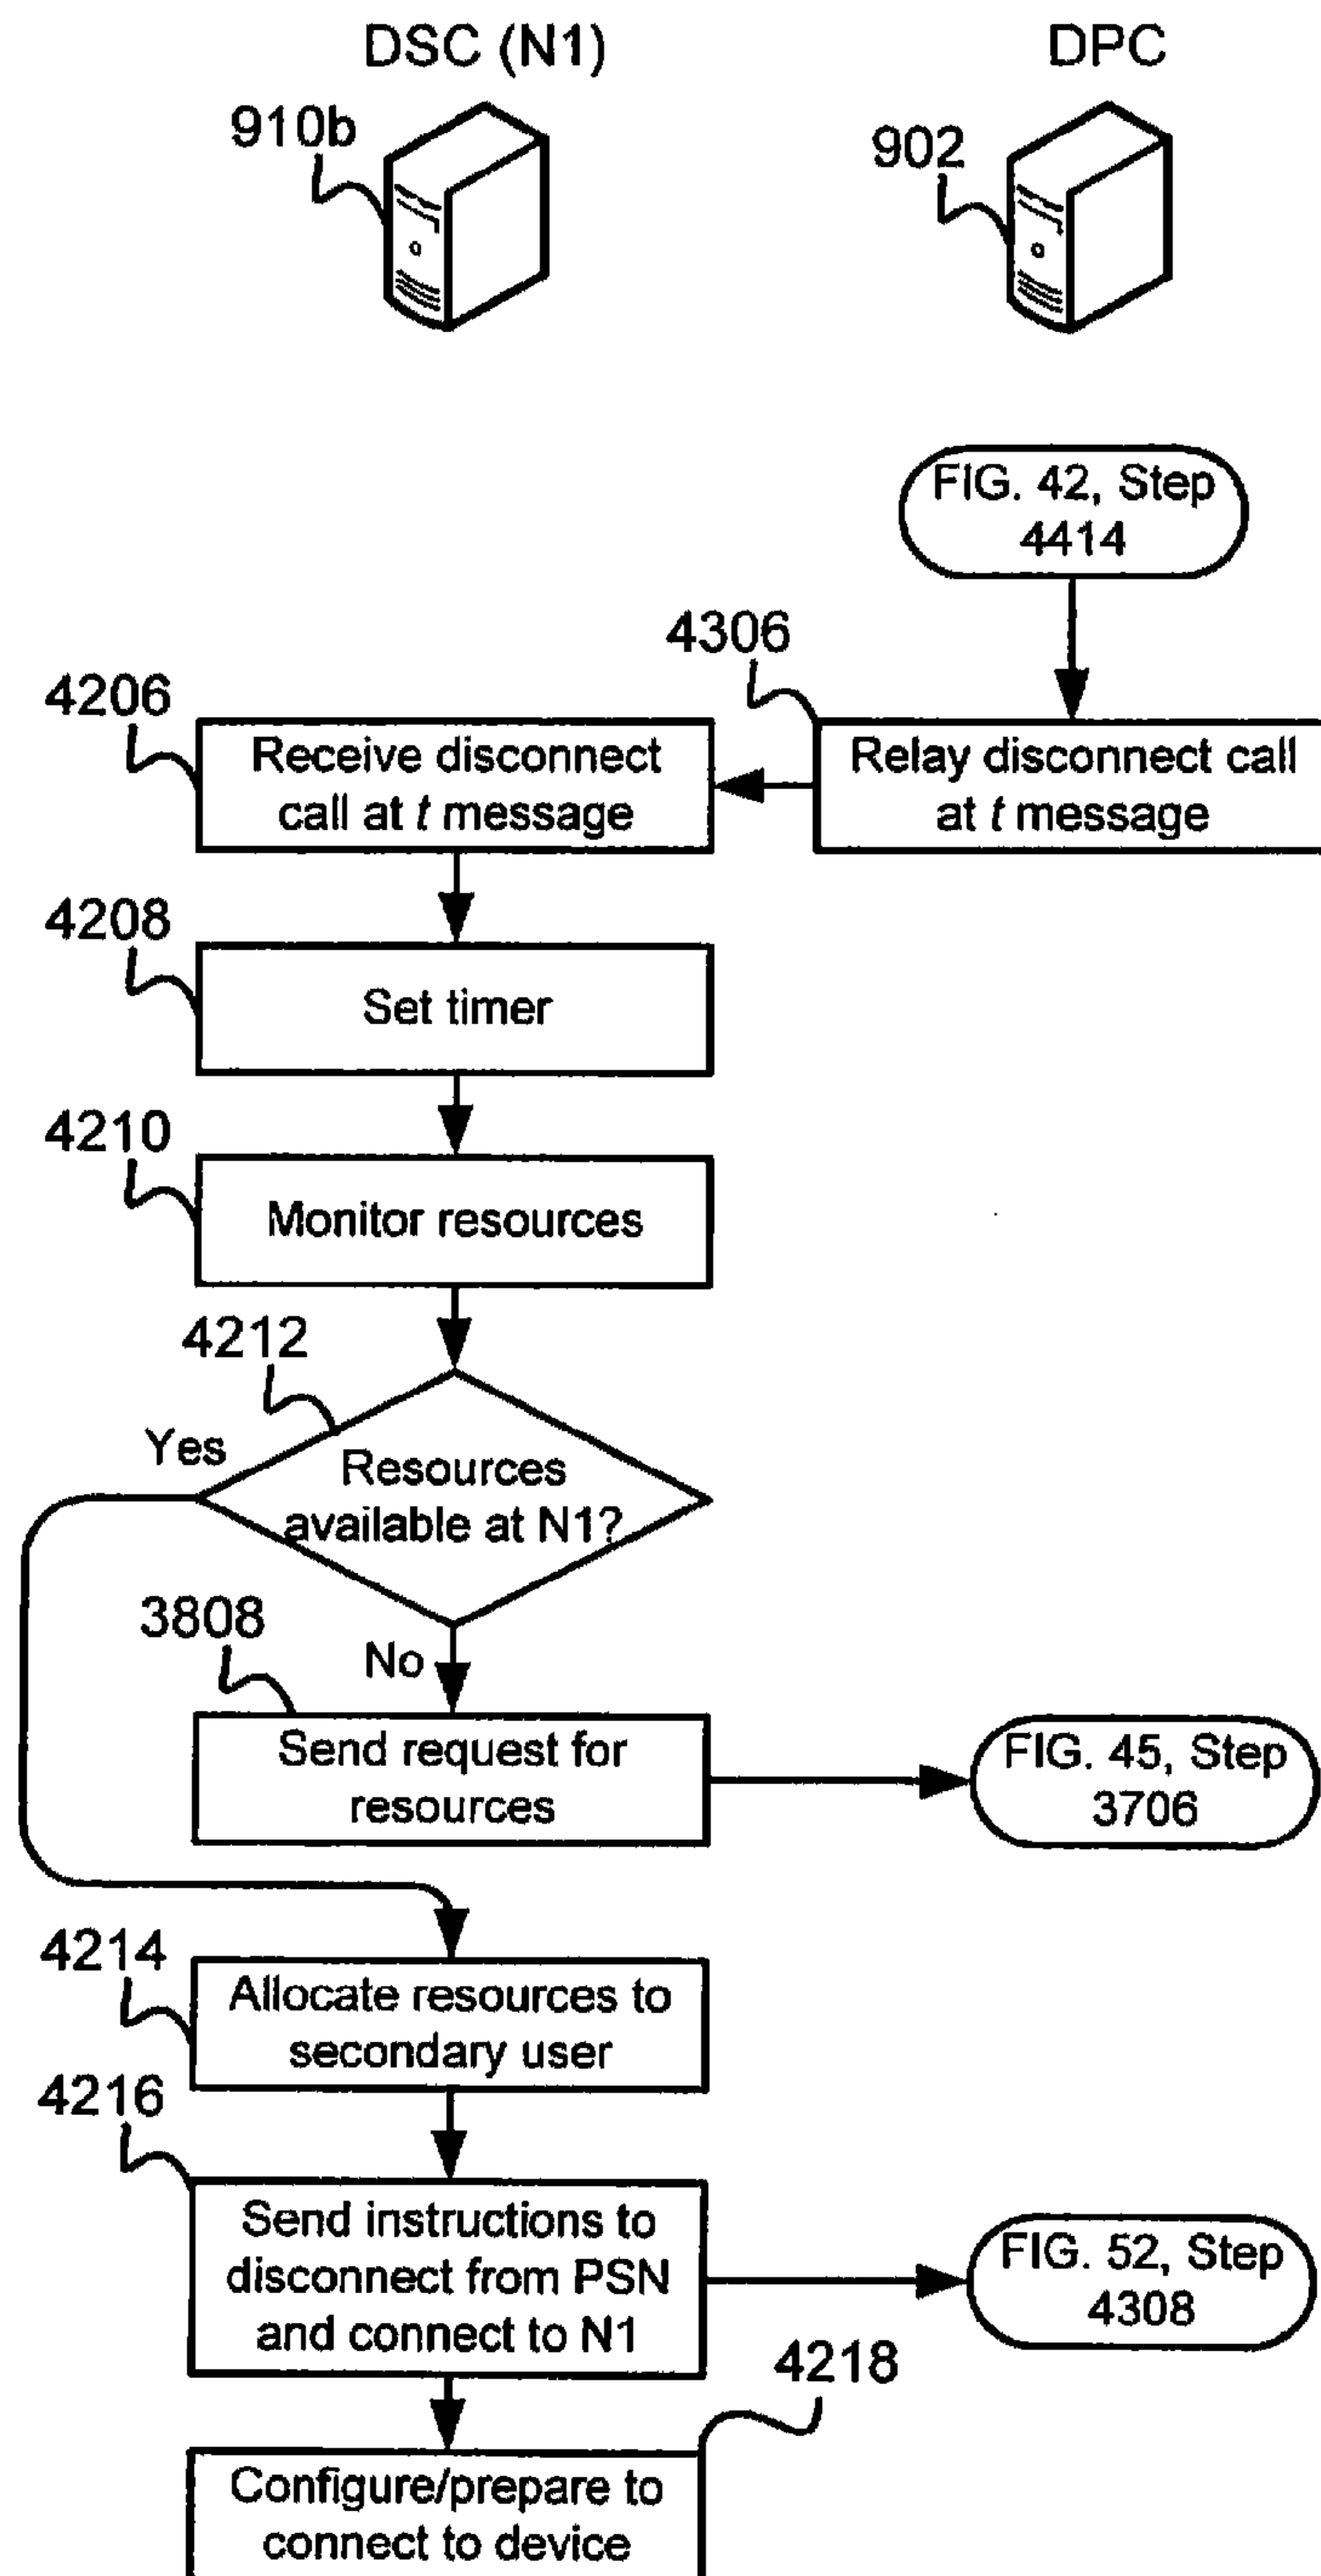 DSC (N1)
DPC
910b
902
FIG. 42, Step
4414
4306
4206
Receive disconnect
call at t message
Relay disconnect call
at t message
4208
Set timer
4210
Monitor resources
4212
Yes
Resources
available at N1?
3808
No
Send request for
resources
FIG. 45, Step
3706
4214
Allocate resources to
secondary user
4216
Send instructions to
disconnect from PSN
and connect to N1
FIG. 52, Step
4308
4218
Configure/prepare to
connect to device